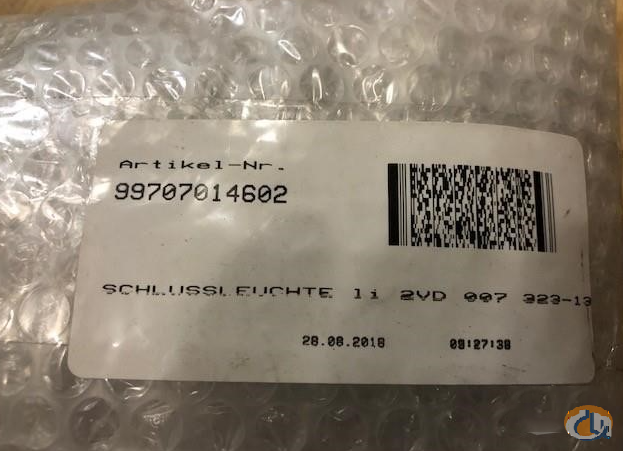 Artikel-Nr.
99707014602
SCHLUSSLEUCHTE li 2VD 007 323-13
28.08.2018 09:27:38